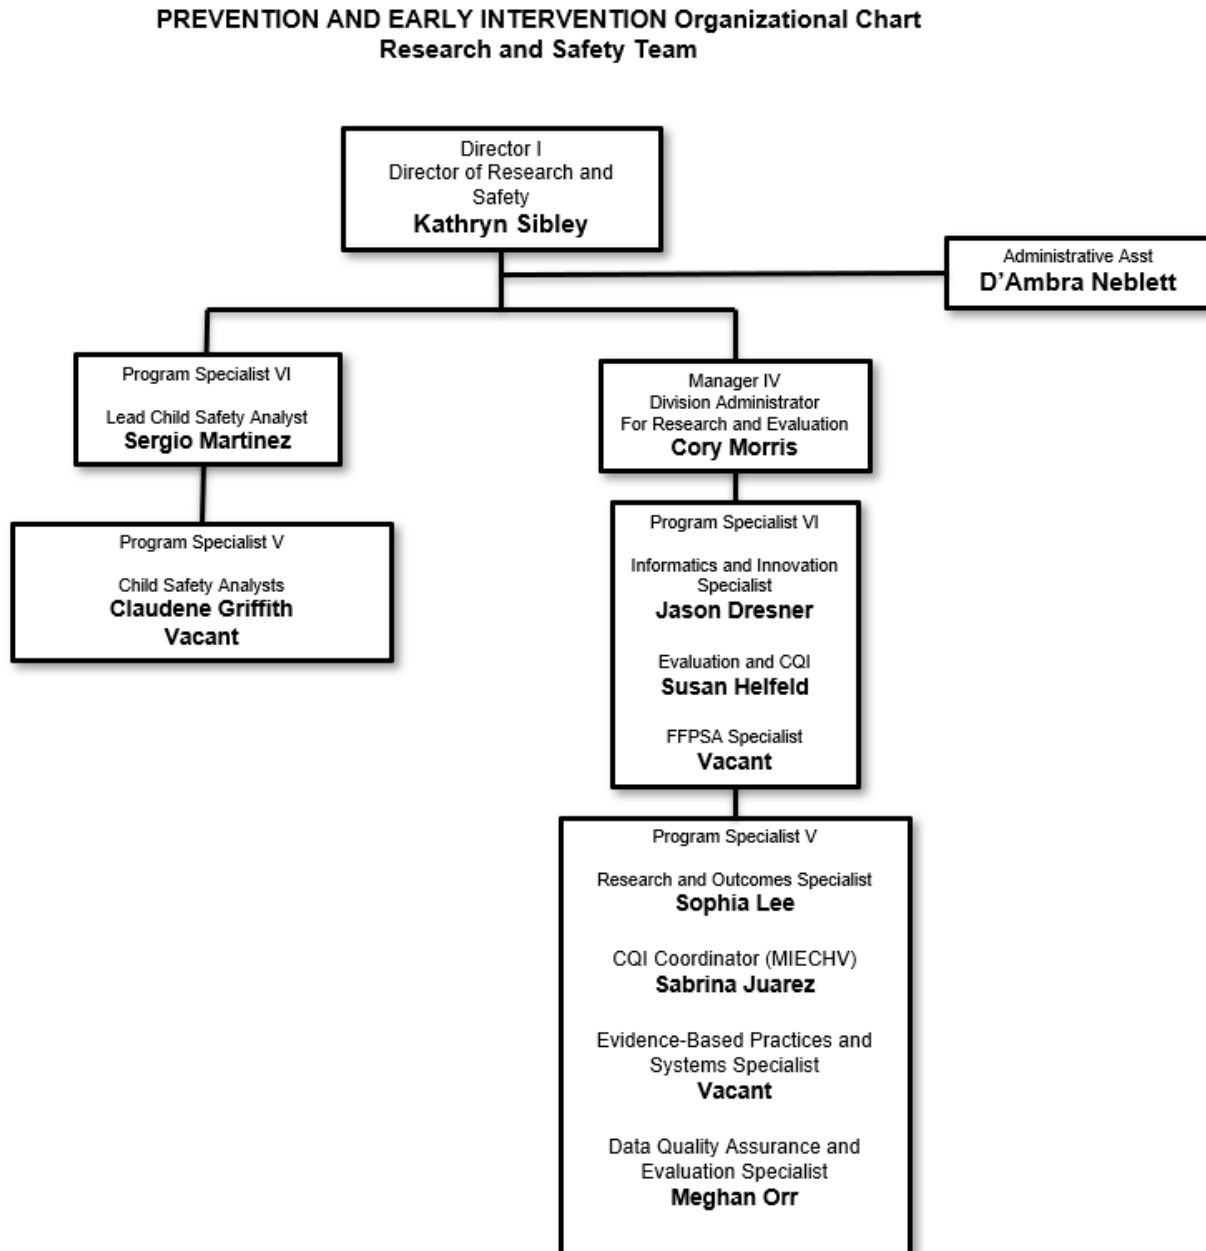 PREVENTION AND EARLY INTERVENTION Organizational Chart
Research and Safety Team
Director I
Director of Research and
Safety
Kathryn Sibley
Administrative Asst
D'Ambra Neblett
Program Specialist VI
Lead Child Safety Analyst
Sergio Martinez
Program Specialist V
Child Safety Analysts
Claudene Griffith
Vacant
Manager IV
Division Administrator
For Research and Evaluation
Cory Morris
Program Specialist VI
Informatics and Innovation
Specialist
Jason Dresner
Evaluation and CQI
Susan Helfeld
FFPSA Specialist
Vacant
Program Specialist V
Research and Outcomes Specialist
Sophia Lee
CQI Coordinator (MIECHV)
Sabrina Juarez
Evidence-Based Practices and
Systems Specialist
Vacant
Data Quality Assurance and
Evaluation Specialist
Meghan Orr